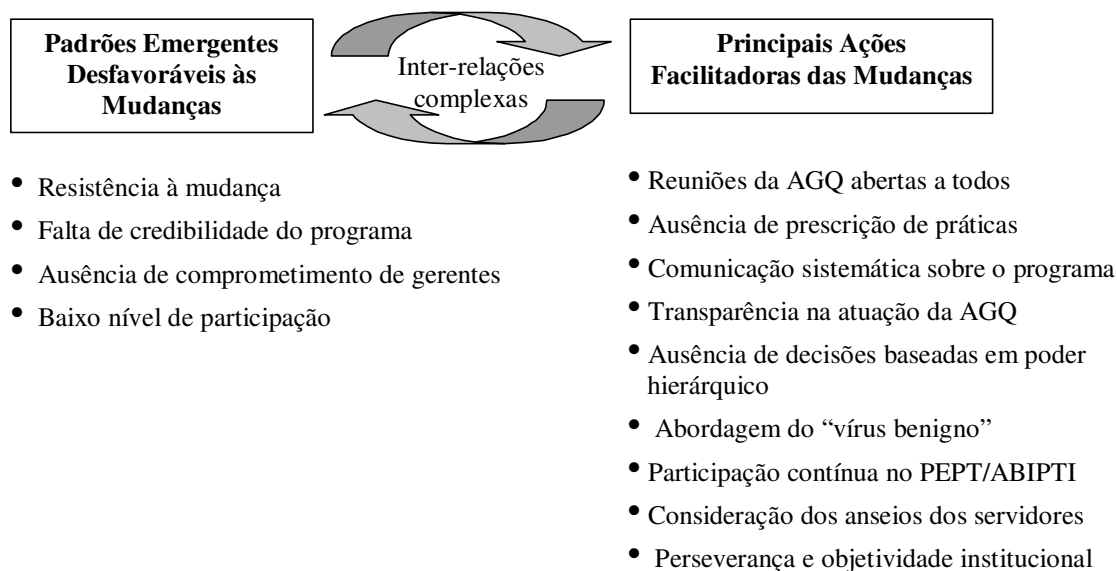 Padrões Emergentes
Desfavoráveis às
Mudanças
Inter-relações
complexas
Principais Ações
Facilitadoras das Mudanças
• Resistência à mudança
• Falta de credibilidade do programa
• Ausência de comprometimento de gerentes
• Baixo nível de participação
• Reuniões da AGQ abertas a todos
• Ausência de prescrição de práticas
• Comunicação sistemática sobre o programa
• Transparência na atuação da AGQ
• Ausência de decisões baseadas em poder
hierárquico
• Abordagem do “vírus benigno”
• Participação contínua no PEPT/ABIPTI
• Consideração dos anseios dos servidores
• Perseverança e objetividade institucional